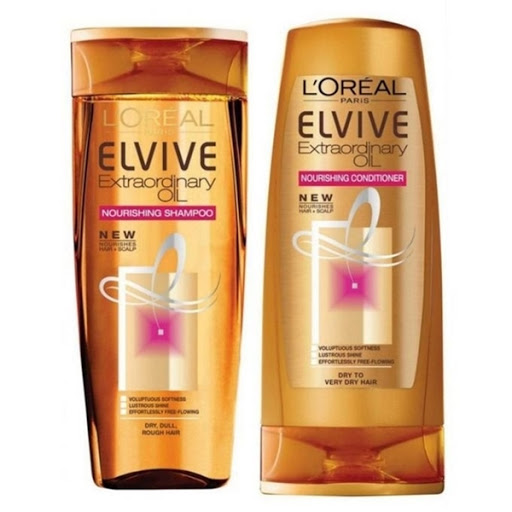 L'ORÉAL
ELVIVE
Extraordinary
OIL
NOURISHING SHAMPOO
NEW
NOURISHES
HAIR + SCALP
VOLUPTUOUS SOFTNESS
LUSTROUS SHINE
EFFORTLESSLY FREE-FLOWING
DRY, DULL,
ROUGH HAIR
L'ORÉAL
PARIS
ELVIVE
Extraordinary
OIL
NOURISHING CONDITIONER
NEW
NOURISHES
HAIR + SCALP
VOLUPTUOUS SOFTNESS
LUSTROUS SHINE
EFFORTLESSLY FREE-FLOWING
DRY TO
VERY DRY HAIR